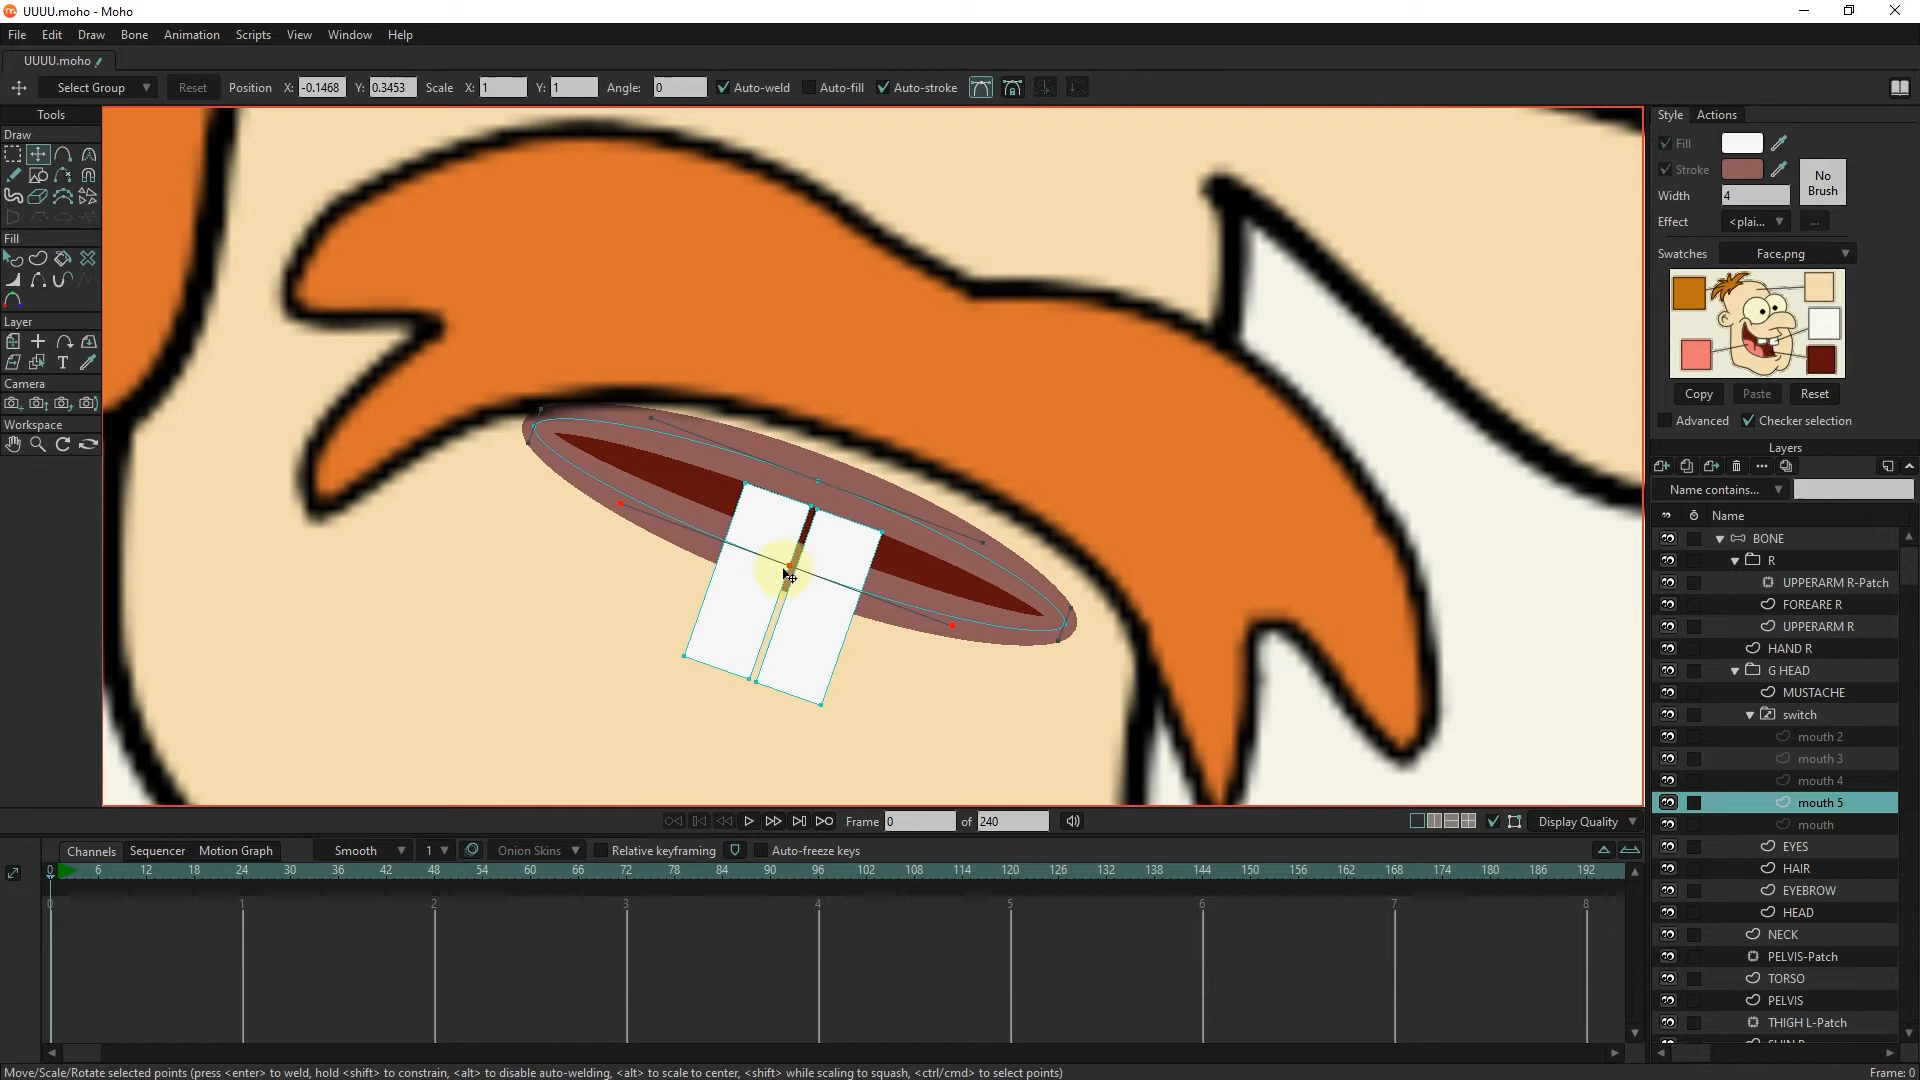 UUUU.moho - Moho
File Edit Draw Bone Animation Scripts View Window Help
UUUU.moho
Select Group Reset Position X: -0.1468 Y: 0.3453 Scale X: 1 Y: 1 Angle: 0 Auto-weld Auto-fill Auto-stroke
Tools
Draw
Fill
Layer
Camera
Workspace
Style Actions
Fill
Stroke
No Brush
Width 4
Effect <plai... ...
Swatches Face.png
Copy Paste Reset
Advanced Checker selection
Layers
Name contains...
Name
BONE
R
UPPERARM R-Patch
FOREARE R
UPPERARM R
HAND R
G HEAD
MUSTACHE
switch
mouth 2
mouth 3
mouth 4
mouth 5
mouth
EYES
HAIR
EYEBROW
HEAD
NECK
PELVIS-Patch
TORSO
PELVIS
THIGH L-Patch
Frame 0 of 240 Display Quality
Channels Sequencer Motion Graph Smooth 1 Onion Skins Relative keyframing Auto-freeze keys
0 6 12 18 24 30 36 42 48 54 60 66 72 78 84 90 96 102 108 114 120 126 132 138 144 150 156 162 168 174 180 186 192
0 1 2 3 4 5 6 7 8
Move/Scale/Rotate selected points (press <enter> to weld, hold <shift> to constrain, <alt> to disable auto-welding, <alt> to scale to center, <shift> while scaling to squash, <ctrl/cmd> to select points) Frame: 0